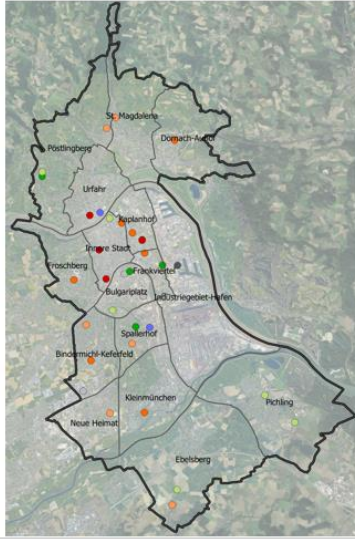 St. Magdalena
Dornach-Auhof
Pöstlingberg
Urfahr
Kaplanhof
Innere Stadt
Froschberg
Frankviertel
Bulgariplatz
Industriegebiet-Hafen
Spallerhof
Bindermichl-Keferfeld
Kleinmünchen
Pichling
Neue Heimat
Ebelsberg